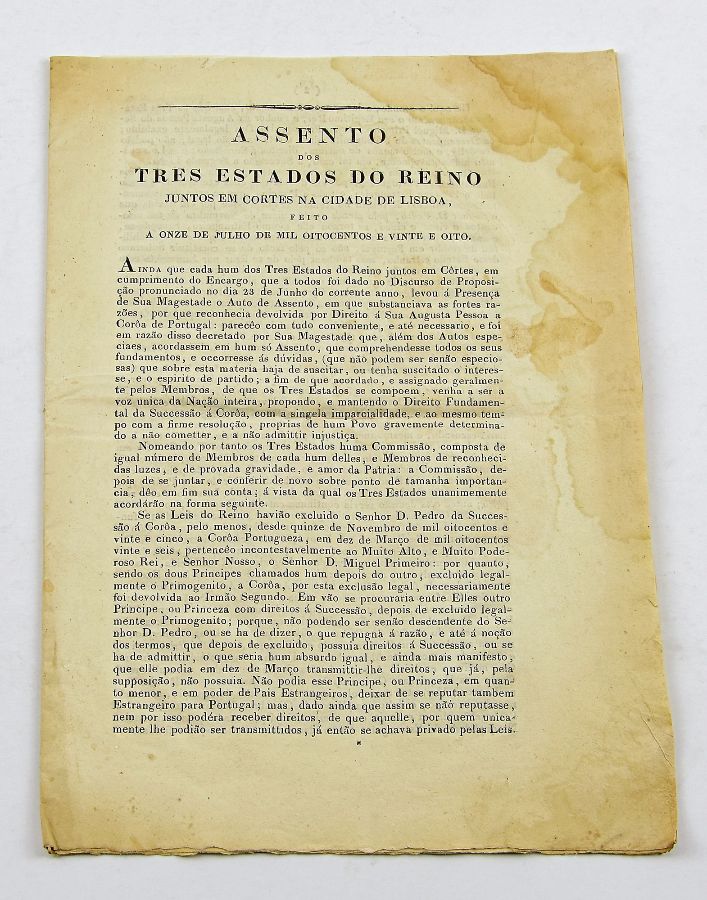 ASSENTO
DOS
TRES ESTADOS DO REINO
JUNTOS EM CORTES NA CIDADE DE LISBOA,
FEITO
A ONZE DE JULHO DE MIL OITOCENTOS E VINTE E OITO.
AINDA que cada hum dos Tres Estados do Reino juntos em Côrtes, em
cumprimento do Encargo, que a todos foi dado no Discurso de Proposi-
ção pronunciado no dia 23 de Junho do corrente anno, levou á Presença
de Sua Magestade o Auto de Assento, em que substanciava as fortes ra-
zões, por que reconhecia devolvida por Direito á Sua Augusta Pessoa a
Corôa de Portugal: parecêo com tudo conveniente, e até necessario, e foi
em razão disso decretado por Sua Magestade que, além dos Autos espe-
ciaes, acordassem em hum só Assento, que comprehendesse todos os seus
fundamentos, e occorresse ás dúvidas, (que não podem ser senão especio-
sas) que sobre esta materia haja de suscitar, ou tenha suscitado o interes-
se, e o espirito de partido; a fim de que acordado, e assignado geralmen-
te pelos Membros, de que os Tres Estados se compoem, venha a ser a
voz unica da Nação inteira, propondo, e mantendo o Direito Fundamen-
tal da Successão á Corôa, com a singela imparcialidade, e ao mesmo tem-
po com a firme resolução, proprias de hum Povo gravemente determina-
do a não cometter, e a não admittir injustiça.
Nomeando por tanto os Tres Estados huma Commissão, composta de
igual número de Membros de cada hum delles, e Membros de reconheci-
das luzes, e de provada gravidade, e amor da Patria: a Commissão, de-
pois de se juntar, e conferir de novo sobre ponto de tamanha importan-
cia, dêo em fim sua conta; á vista da qual os Tres Estados unanimemente
acordárão na forma seguinte.
Se as Leis do Reino havião excluido o Senhor D. Pedro da Succes-
são á Corôa, pelo menos, desde quinze de Novembro de mil oitocentos e
vinte e cinco, a Corôa Portugueza, em dez de Março de mil oitocentos
vinte e seis, pertencêo incontestavelmente ao Muito Alto, e Muito Pode-
roso Rei, e Senhor Nosso, o Senhor D. Miguel Primeiro: por quanto,
sendo os dous Principes chamados hum depois do outro, excluido legal-
mente o Primogenito, a Corôa, por esta exclusão legal, necessariamente
foi devolvida ao Irmão Segundo. Em vão se procuraria entre Elles outro
Principe, ou Princeza com direitos á Successão, depois de excluido legal-
mente o Primogenito; porque, não podendo ser senão descendente do Se-
nhor D. Pedro, ou se ha de dizer, o que repugna á razão, e até á noção
dos termos, que depois de excluido, possuia direitos á Successão, ou se
ha de admittir, o que seria hum absurdo igual, e ainda mais manifesto,
que elle podia em dez de Março transmittir-lhe direitos, que já, pela
supposição, não possuia. Não podia esse Principe, ou Princeza, em quan-
to menor, e em poder de Pais Estrangeiros, deixar de se reputar tambem
Estrangeiro para Portugal; mas, dado ainda que assim se não reputasse,
nem por isso podéra receber direitos, de que aquelle, por quem unica-
mente lhe podião ser transmittidos, já então se achava privado pelas Leis.
*